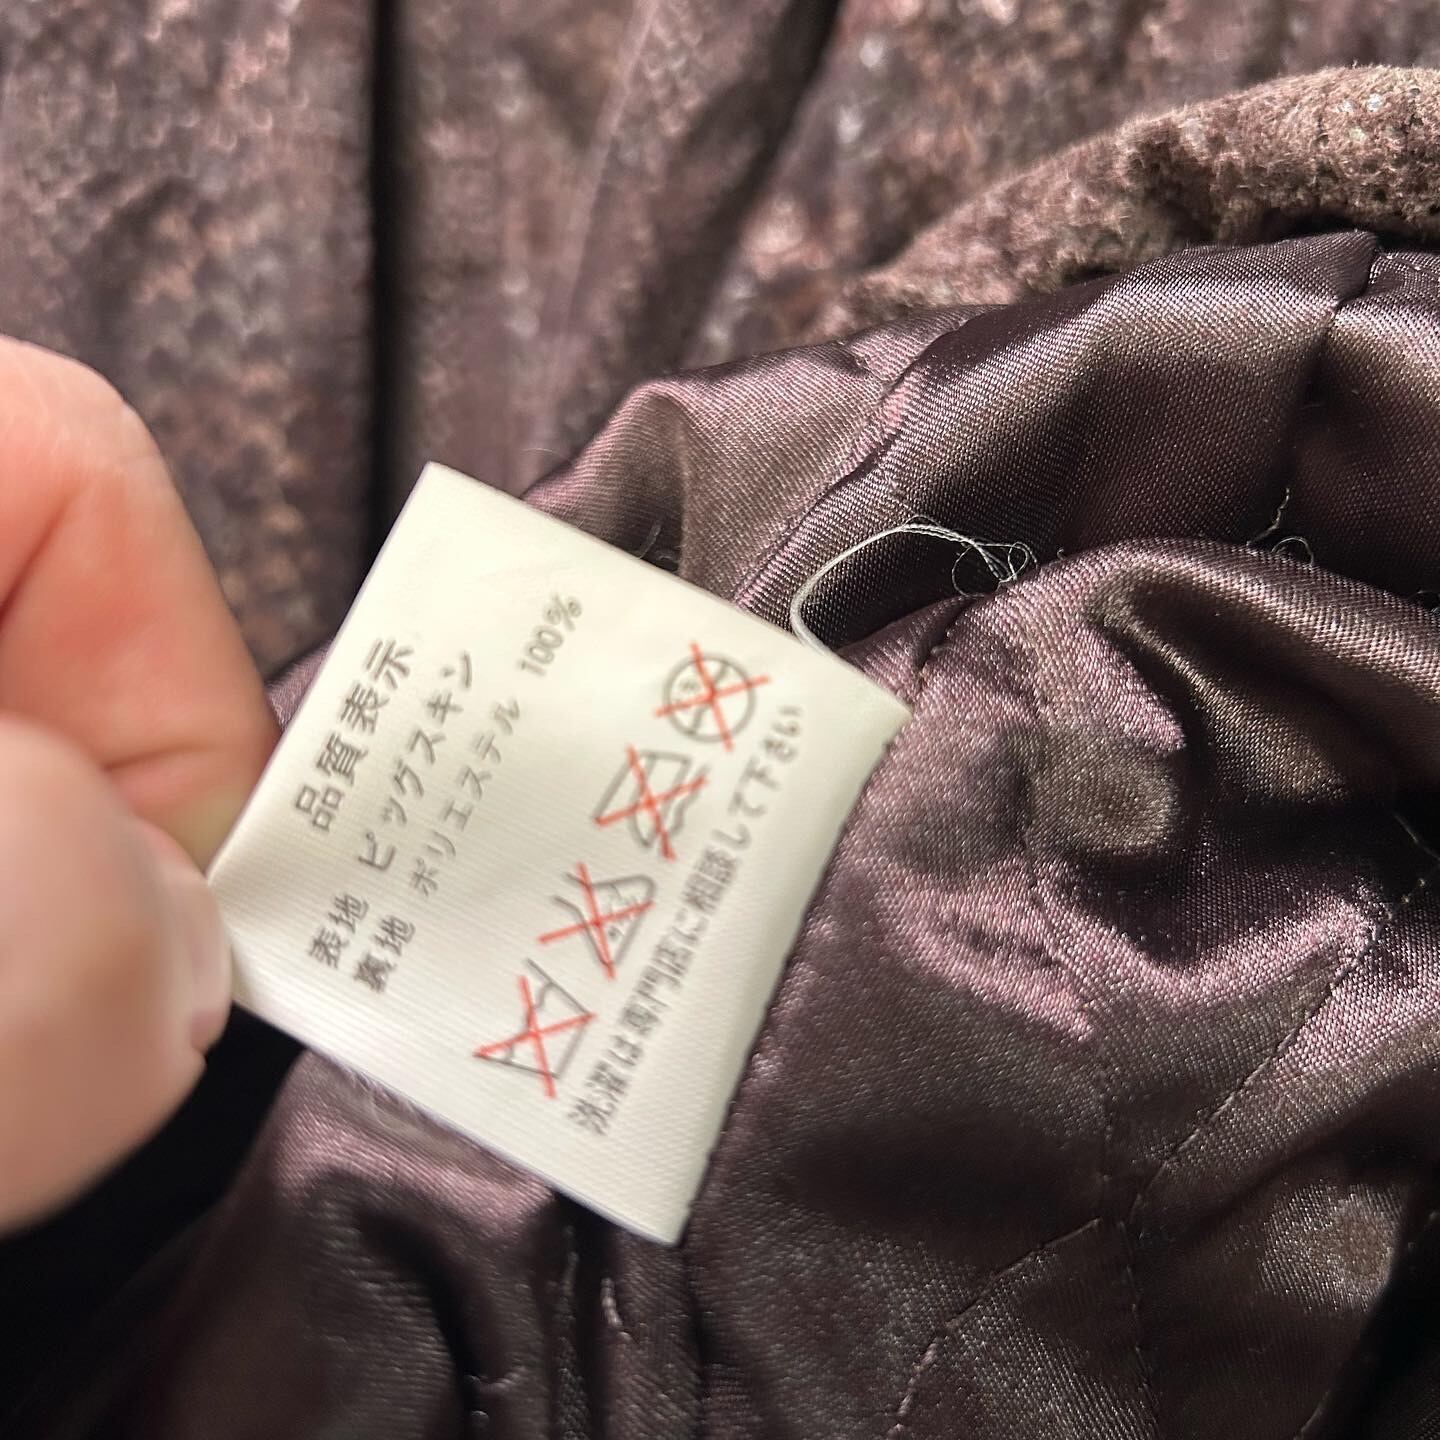 品質表示
表地 ピッグスキン
裏地 ポリエステル 100%
洗濯は専門店に相談して下さい